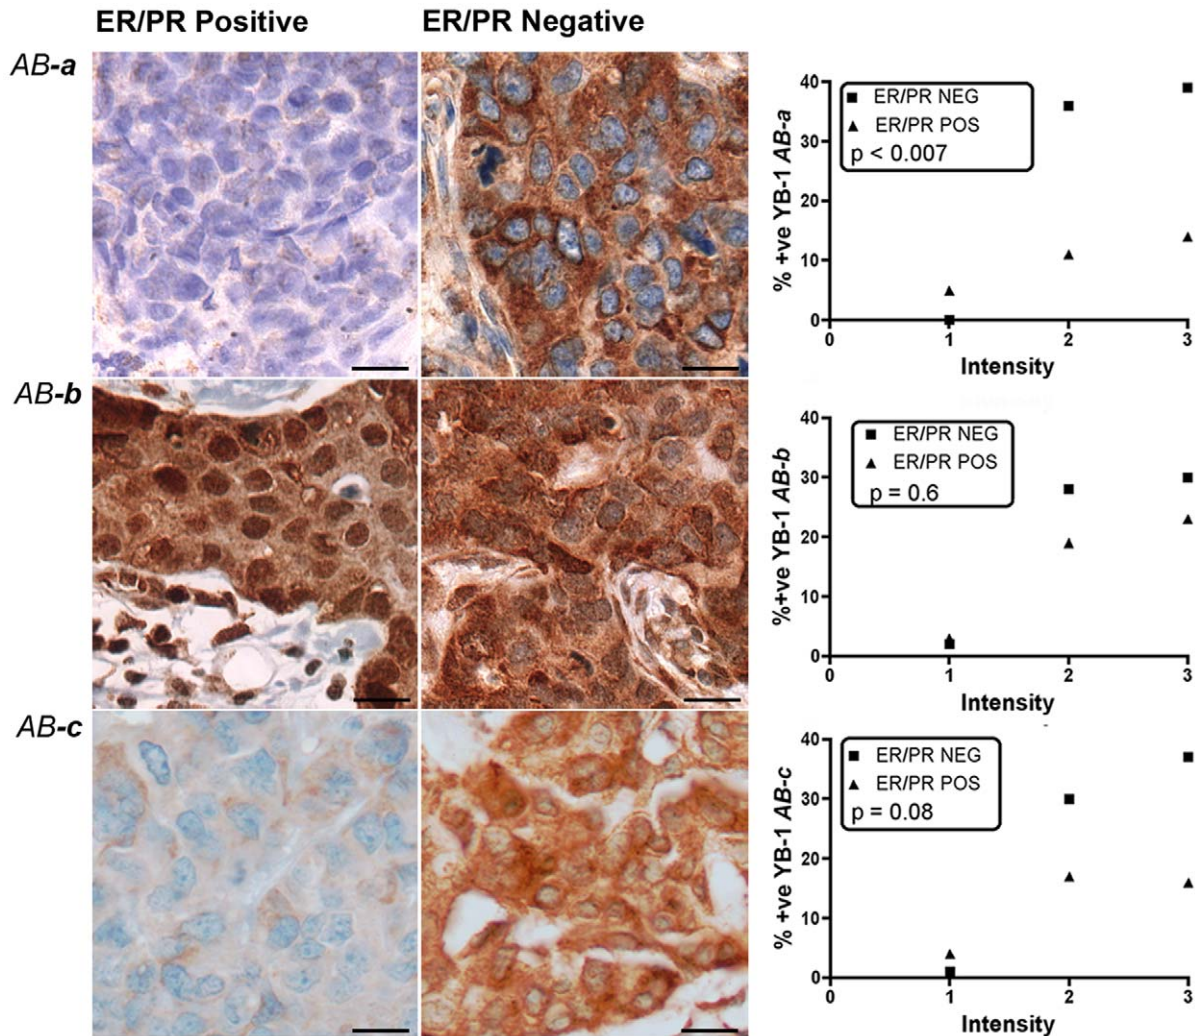 ER/PR Positive ER/PR Negative
AB-a
40
30
20
10
0
% +ve YB-1 AB-a
ER/PR NEG
ER/PR POS
p < 0.007
0 1 2 3
Intensity
AB-b
40
30
20
10
0
%+ve YB-1 AB-b
ER/PR NEG
ER/PR POS
p = 0.6
0 1 2 3
Intensity
AB-c
40
30
20
10
0
% +ve YB-1 AB-c
ER/PR NEG
ER/PR POS
p = 0.08
0 1 2 3
Intensity